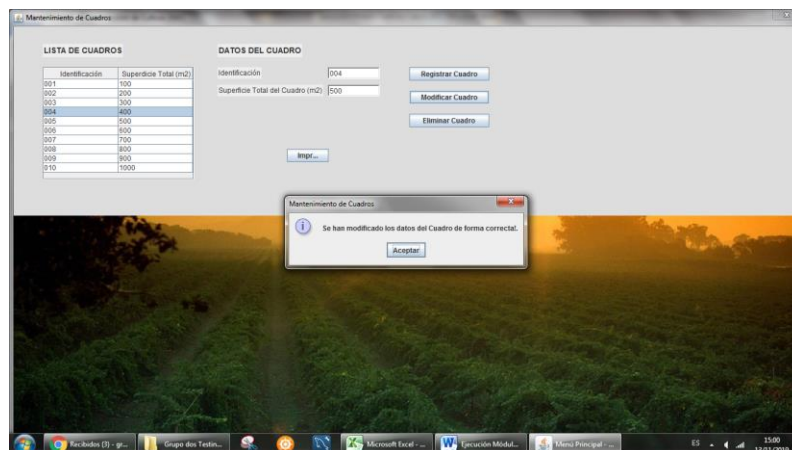 Mantenimiento de Cuadros
LISTA DE CUADROS
DATOS DEL CUADRO
Identificación
Superdicie Total (m2)
001 100
002 200
003 300
004 400
005 500
006 600
007 700
008 800
009 900
010 1000
Identificación 004
Superficie Total del Cuadro (m2) 500
Registrar Cuadro
Modificar Cuadro
Eliminar Cuadro
Impr...
Mantenimiento de Cuadros
Se han modificado los datos del Cuadro de forma correcta!.
Aceptar
Recibidos (3) - gr...
Grupo dos Testin...
Microsoft Excel - ...
Ejecución Módul...
Menú Principal - ...
ES
15:00